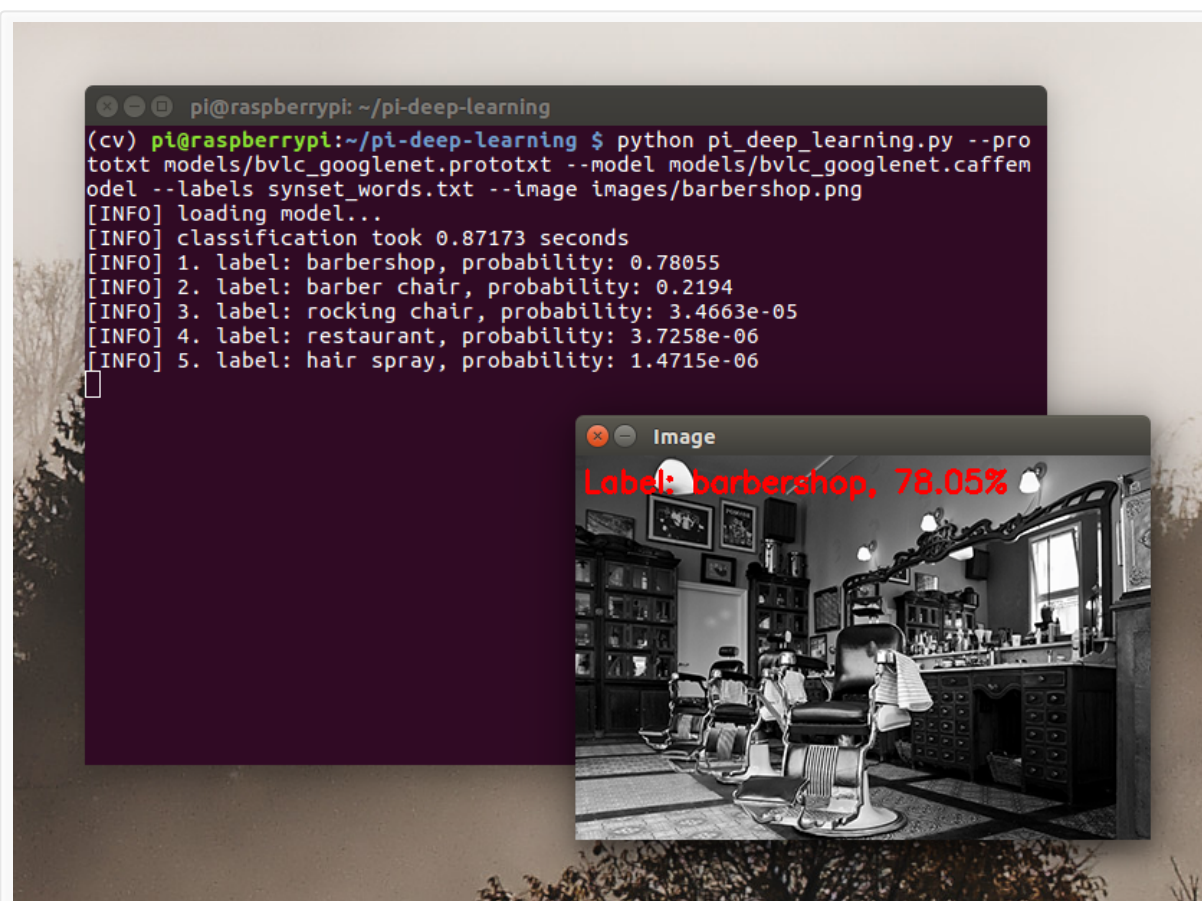 pi@raspberrypi: ~/pi-deep-learning
(cv) pi@raspberrypi:~/pi-deep-learning $ python pi_deep_learning.py --pro
totxt models/bvlc_googlenet.prototxt --model models/bvlc_googlenet.caffem
odel --labels synset_words.txt --image images/barbershop.png
[INFO] loading model...
[INFO] classification took 0.87173 seconds
[INFO] 1. label: barbershop, probability: 0.78055
[INFO] 2. label: barber chair, probability: 0.2194
[INFO] 3. label: rocking chair, probability: 3.4663e-05
[INFO] 4. label: restaurant, probability: 3.7258e-06
[INFO] 5. label: hair spray, probability: 1.4715e-06
Image
Label: barbershop, 78.05%